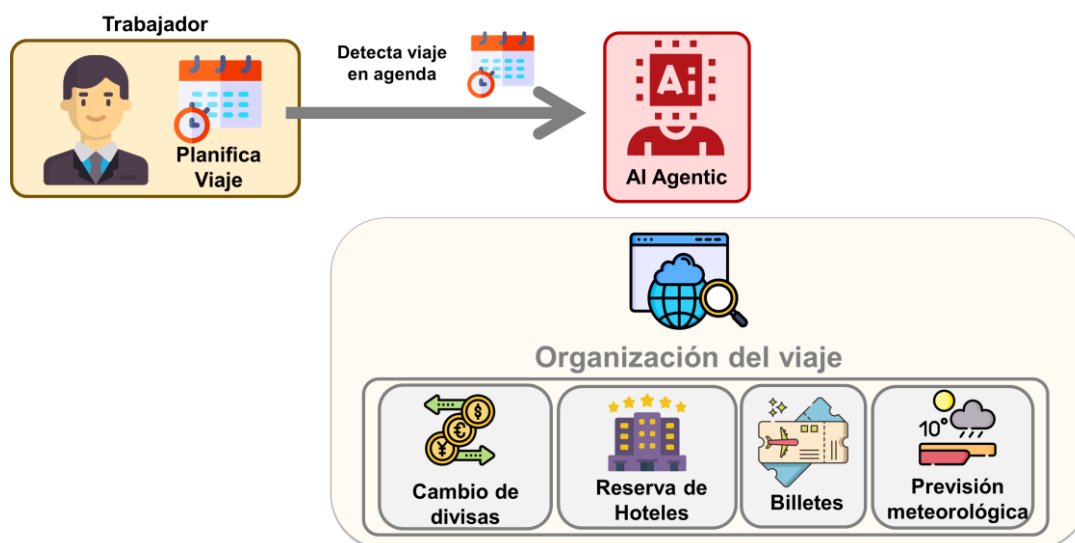 Trabajador
Planifica
Viaje
Detecta viaje
en agenda
Ai
AI Agentic
Organización del viaje
$
€
¥
Cambio de
divisas
Reserva de
Hoteles
Billetes
10°
Previsión
meteorológica